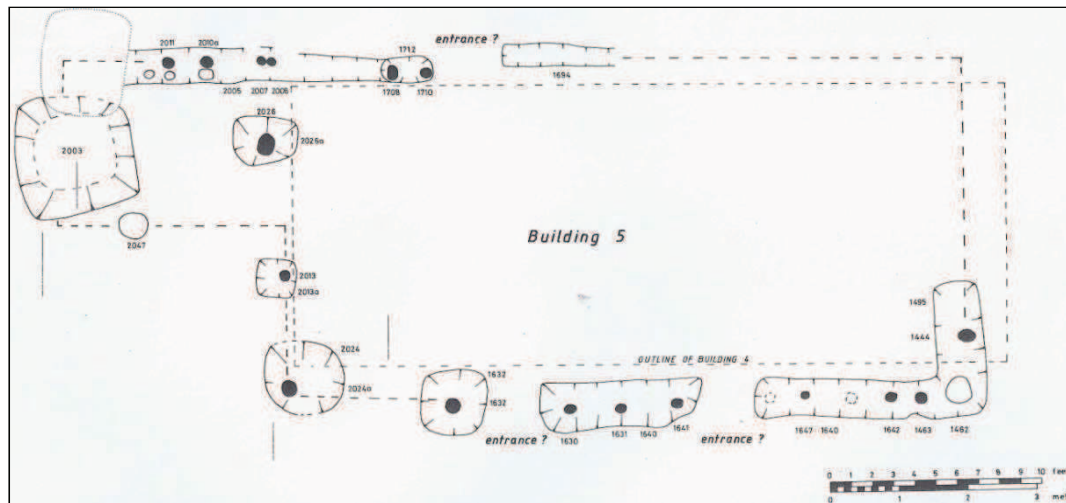 entrance ?
2011
2010a
1712
1694
2005
2007
2006
1708
1710
2026
2025a
2003
Building 5
2047
2013
2013a
1495
1444
OUTLINE OF BUILDING 4
2024
2024a
1632
1632
1630
1631
1640
1641
entrance ?
entrance ?
1647
1640
1642
1463
1462
0 1 2 3 4 5 6 7 8 9 10 feet
0 1 2 3